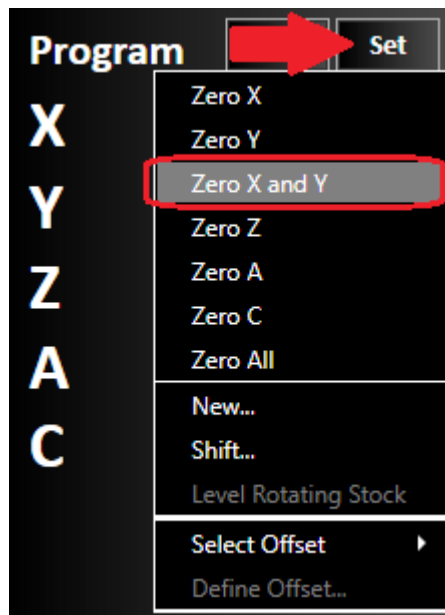 Program
Set
X
Y
Z
A
C
Zero X
Zero Y
Zero X and Y
Zero Z
Zero A
Zero C
Zero All
New...
Shift...
Level Rotating Stock
Select Offset
Define Offset...